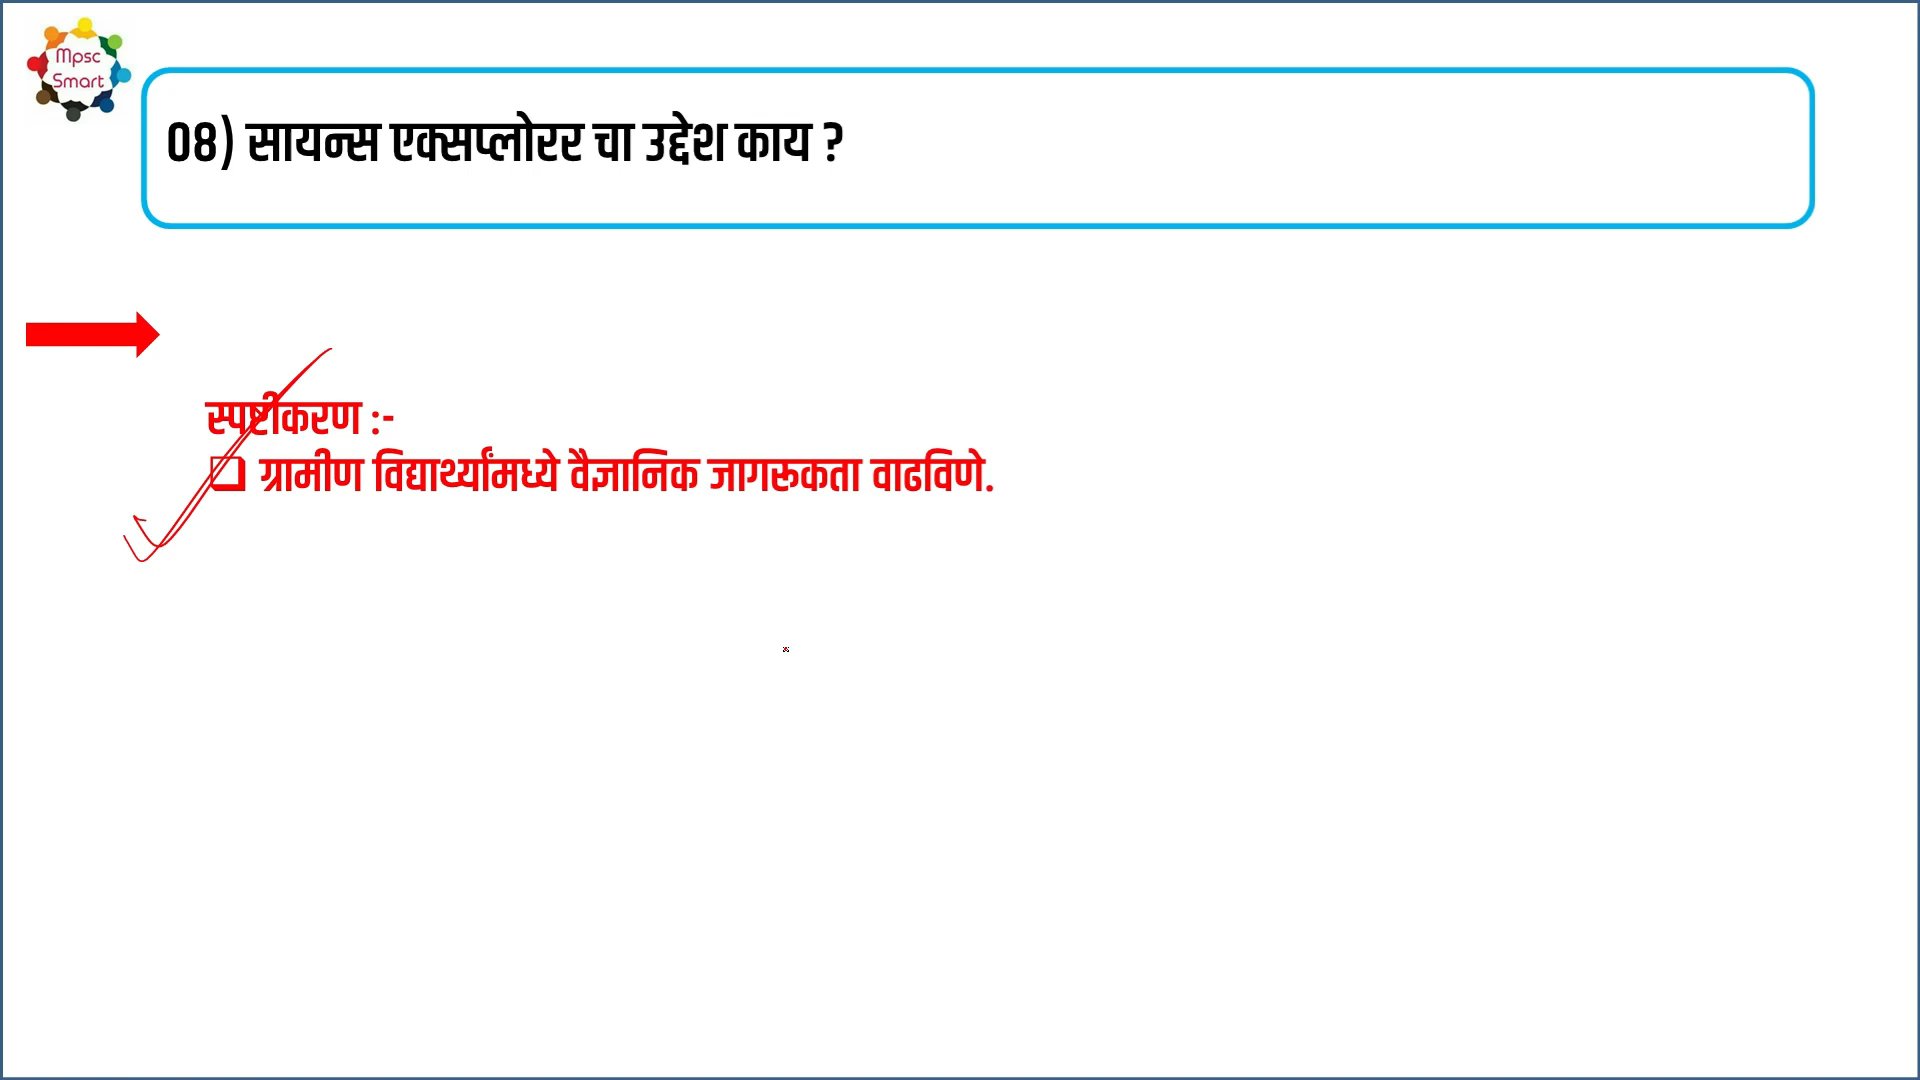 Mpsc
Smart
08) सायन्स एक्सप्लोरर चा उद्देश काय ?
स्पष्टीकरण :-
❑ ग्रामीण विद्यार्थ्यांमध्ये वैज्ञानिक जागरूकता वाढविणे.